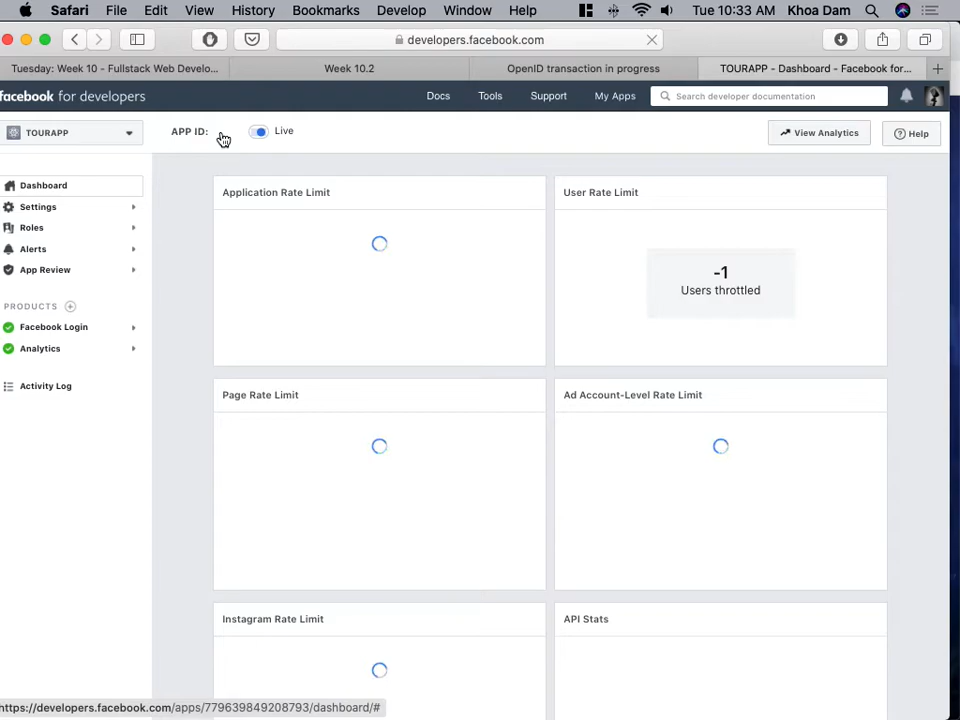 Safari File Edit View History Bookmarks Develop Window Help Tue 10:33 AM Khoa Dam
developers.facebook.com
Tuesday: Week 10 - Fullstack Web Develo... Week 10.2 OpenID transaction in progress TOURAPP - Dashboard - Facebook for...
facebook for developers Docs Tools Support My Apps Search developer documentation
TOURAPP APP ID: Live View Analytics Help
Dashboard
Settings
Roles
Alerts
App Review
PRODUCTS
Facebook Login
Analytics
Activity Log
Application Rate Limit
User Rate Limit
-1
Users throttled
Page Rate Limit
Ad Account-Level Rate Limit
Instagram Rate Limit
API Stats
https://developers.facebook.com/apps/779639849208793/dashboard/#